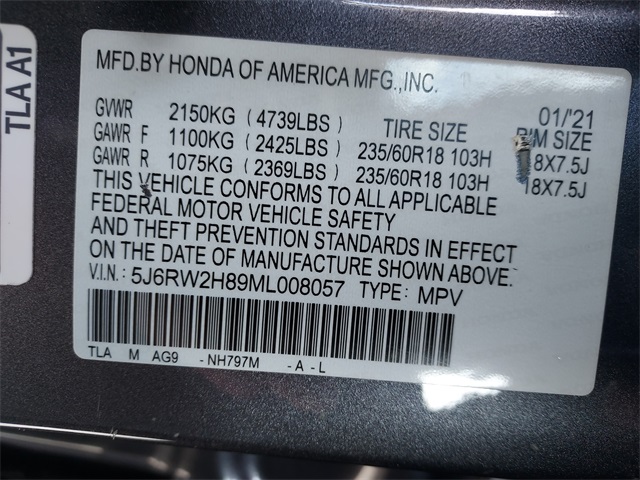 TLA A1
MFD.BY HONDA OF AMERICA MFG.,INC.
01/'21
GVWR 2150KG ( 4739LBS ) TIRE SIZE RIM SIZE
GAWR F 1100KG ( 2425LBS ) 235/60R18 103H 18X7.5J
GAWR R 1075KG ( 2369LBS ) 235/60R18 103H 18X7.5J
THIS VEHICLE CONFORMS TO ALL APPLICABLE
FEDERAL MOTOR VEHICLE SAFETY
AND THEFT PREVENTION STANDARDS IN EFFECT
ON THE DATE OF MANUFACTURE SHOWN ABOVE.
V.I.N.: 5J6RW2H89ML008057 TYPE: MPV
TLA M AG9 - NH797M - A - L